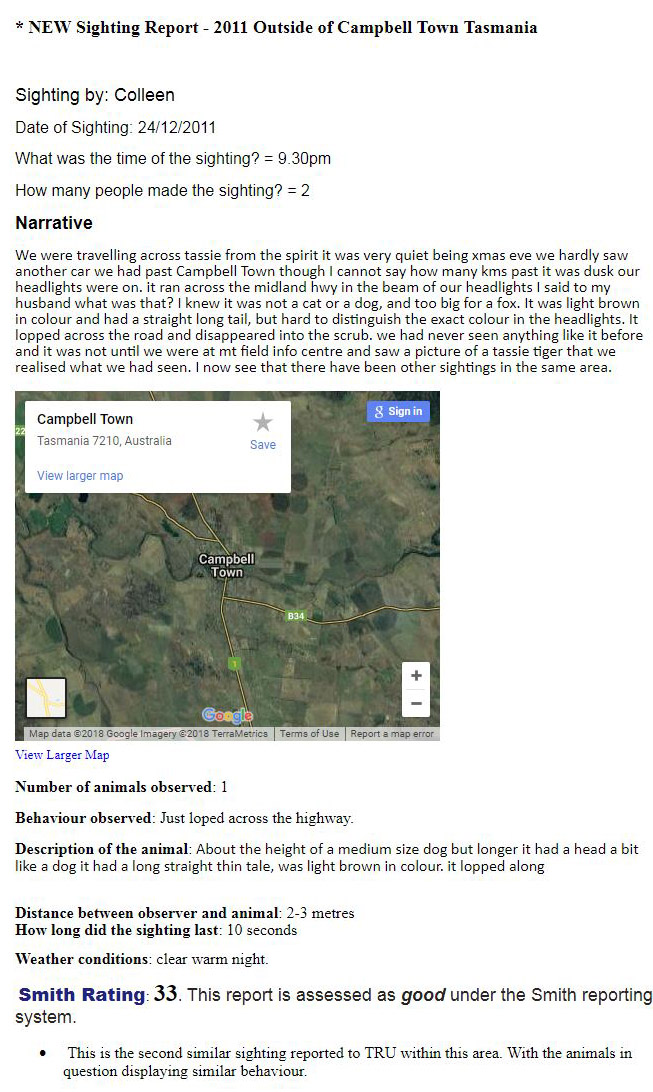 * NEW Sighting Report - 2011 Outside of Campbell Town Tasmania
Sighting by: Colleen
Date of Sighting: 24/12/2011
What was the time of the sighting? = 9.30pm
How many people made the sighting? = 2
Narrative
We were travelling across tassie from the spirit it was very quiet being xmas eve we hardly saw
another car we had past Campbell Town though I cannot say how many kms past it was dusk our
headlights were on. it ran across the midland hwy in the beam of our headlights I said to my
husband what was that? I knew it was not a cat or a dog, and too big for a fox. It was light brown
in colour and had a straight long tail, but hard to distinguish the exact colour in the headlights. It
lopped across the road and disappeared into the scrub. we had never seen anything like it before
and it was not until we were at mt field info centre and saw a picture of a tassie tiger that we
realised what we had seen. I now see that there have been other sightings in the same area.
Campbell Town
Tasmania 7210, Australia
View larger map
Save
Sign in
22
Campbell
Town
B34
1
Google
Map data ©2018 Google Imagery ©2018 TerraMetrics Terms of Use Report a map error
View Larger Map
Number of animals observed: 1
Behaviour observed: Just loped across the highway.
Description of the animal: About the height of a medium size dog but longer it had a head a bit
like a dog it had a long straight thin tale, was light brown in colour. it lopped along
Distance between observer and animal: 2-3 metres
How long did the sighting last: 10 seconds
Weather conditions: clear warm night.
Smith Rating: 33. This report is assessed as good under the Smith reporting
system.
• This is the second similar sighting reported to TRU within this area. With the animals in
question displaying similar behaviour.